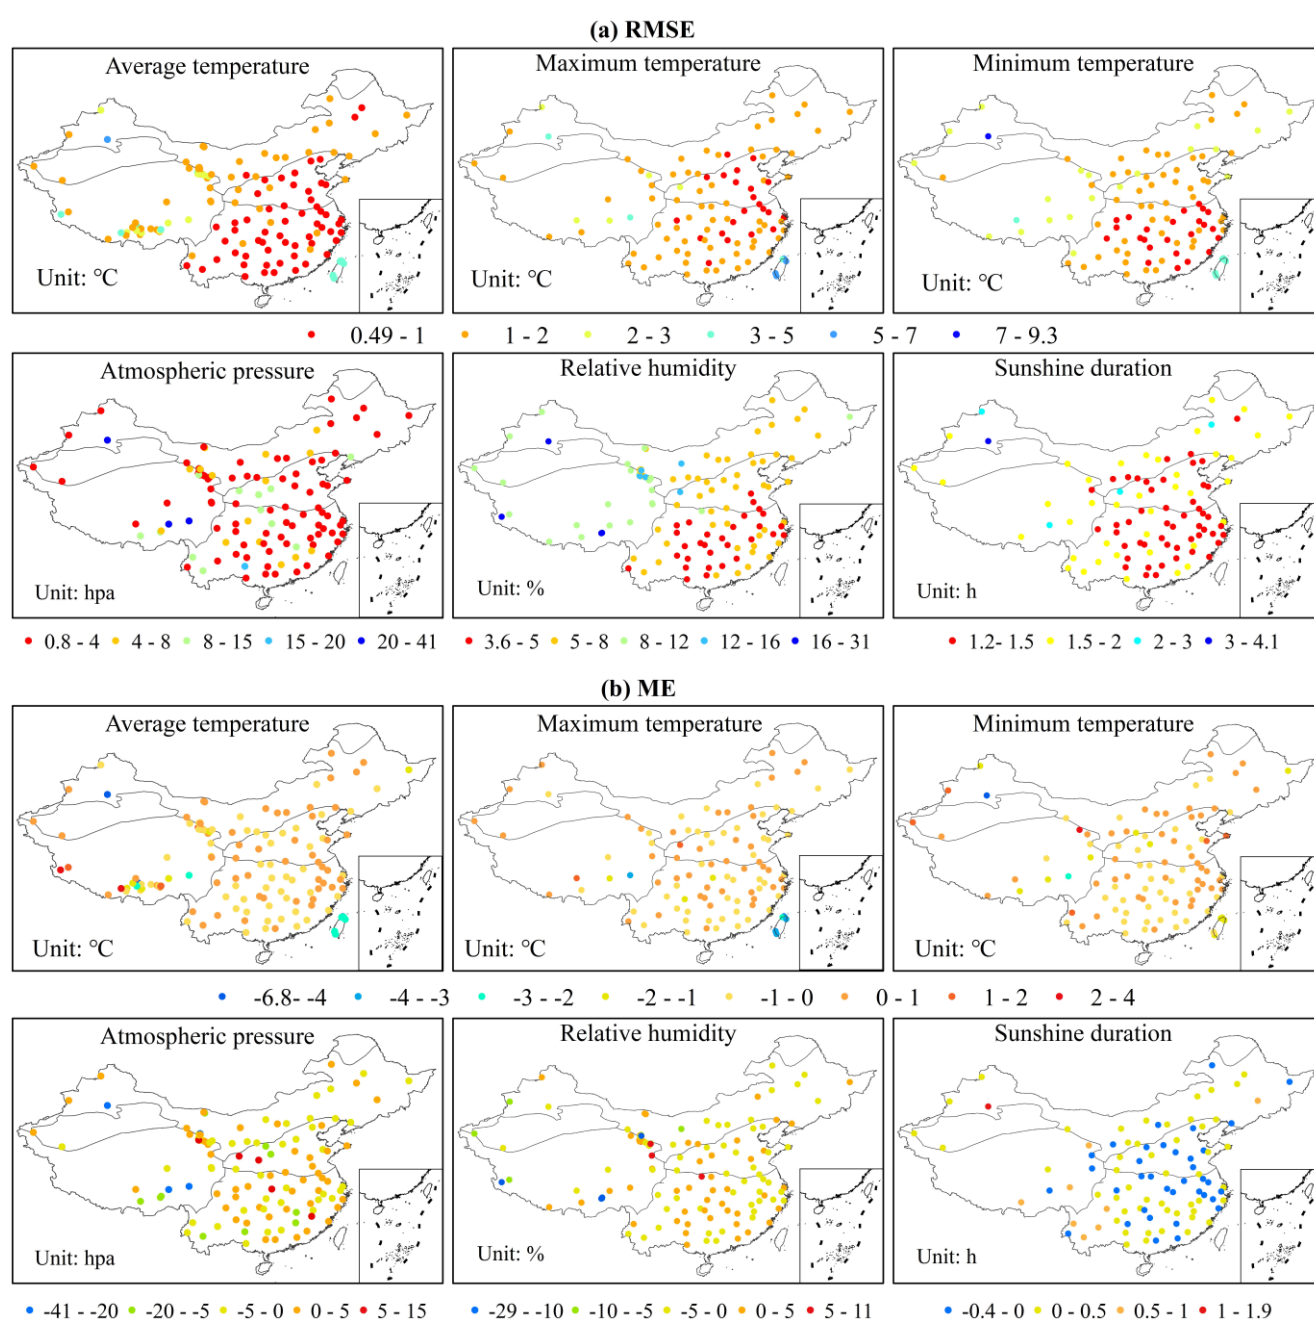 (a) RMSE
Average temperature
Maximum temperature
Minimum temperature
Unit: °C
Unit: °C
Unit: °C
0.49 - 1
1 - 2
2 - 3
3 - 5
5 - 7
7 - 9.3
Atmospheric pressure
Relative humidity
Sunshine duration
Unit: hpa
Unit: %
Unit: h
0.8 - 4
4 - 8
8 - 15
15 - 20
20 - 41
3.6 - 5
5 - 8
8 - 12
12 - 16
16 - 31
1.2- 1.5
1.5 - 2
2 - 3
3 - 4.1
(b) ME
Average temperature
Maximum temperature
Minimum temperature
Unit: °C
Unit: °C
Unit: °C
-6.8- -4
-4 - -3
-3 - -2
-2 - -1
-1 - 0
0 - 1
1 - 2
2 - 4
Atmospheric pressure
Relative humidity
Sunshine duration
Unit: hpa
Unit: %
Unit: h
-41 - -20
-20 - -5
-5 - 0
0 - 5
5 - 15
-29 - -10
-10 - -5
-5 - 0
0 - 5
5 - 11
-0.4 - 0
0 - 0.5
0.5 - 1
1 - 1.9